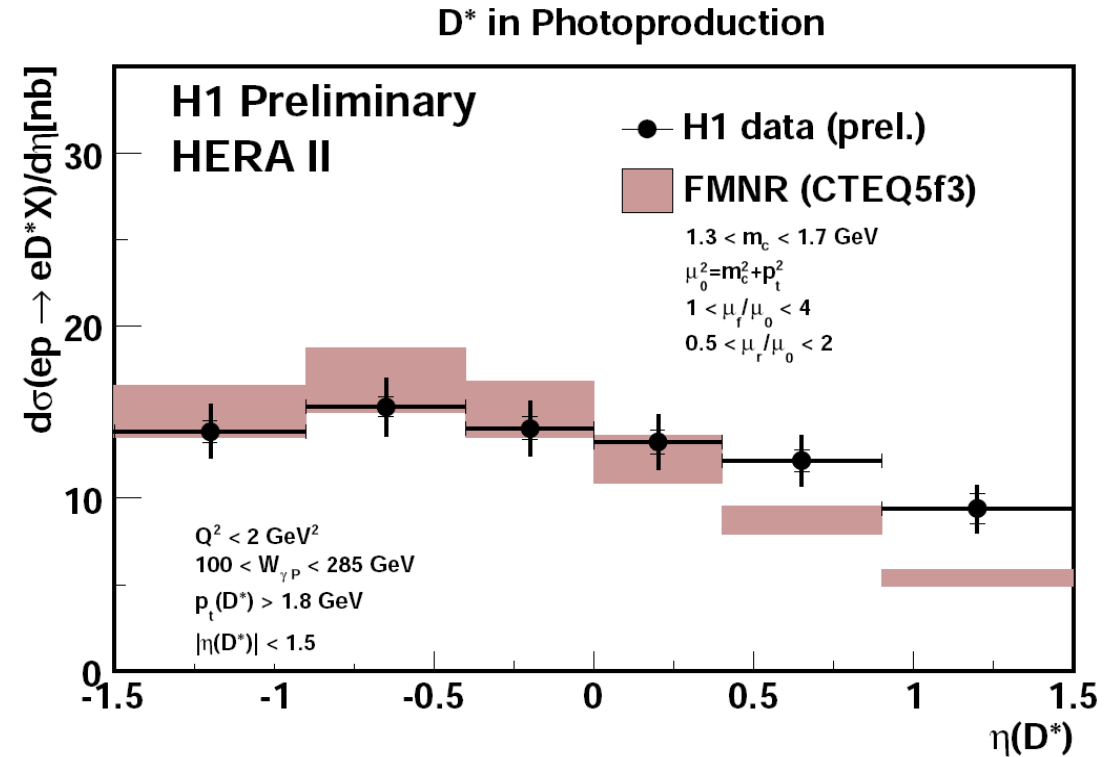 D* in Photoproduction
dσ(ep → eD*X)/dη[nb]
H1 Preliminary
HERA II
H1 data (prel.)
FMNR (CTEQ5f3)
1.3 < m_c < 1.7 GeV
μ_0^2=m_c^2+p_t^2
1 < μ_f/μ_0 < 4
0.5 < μ_r/μ_0 < 2
30
20
10
0
Q² < 2 GeV²
100 < W_γP < 285 GeV
p_t(D*) > 1.8 GeV
|η(D*)| < 1.5
-1.5 -1 -0.5 0 0.5 1 1.5
η(D*)